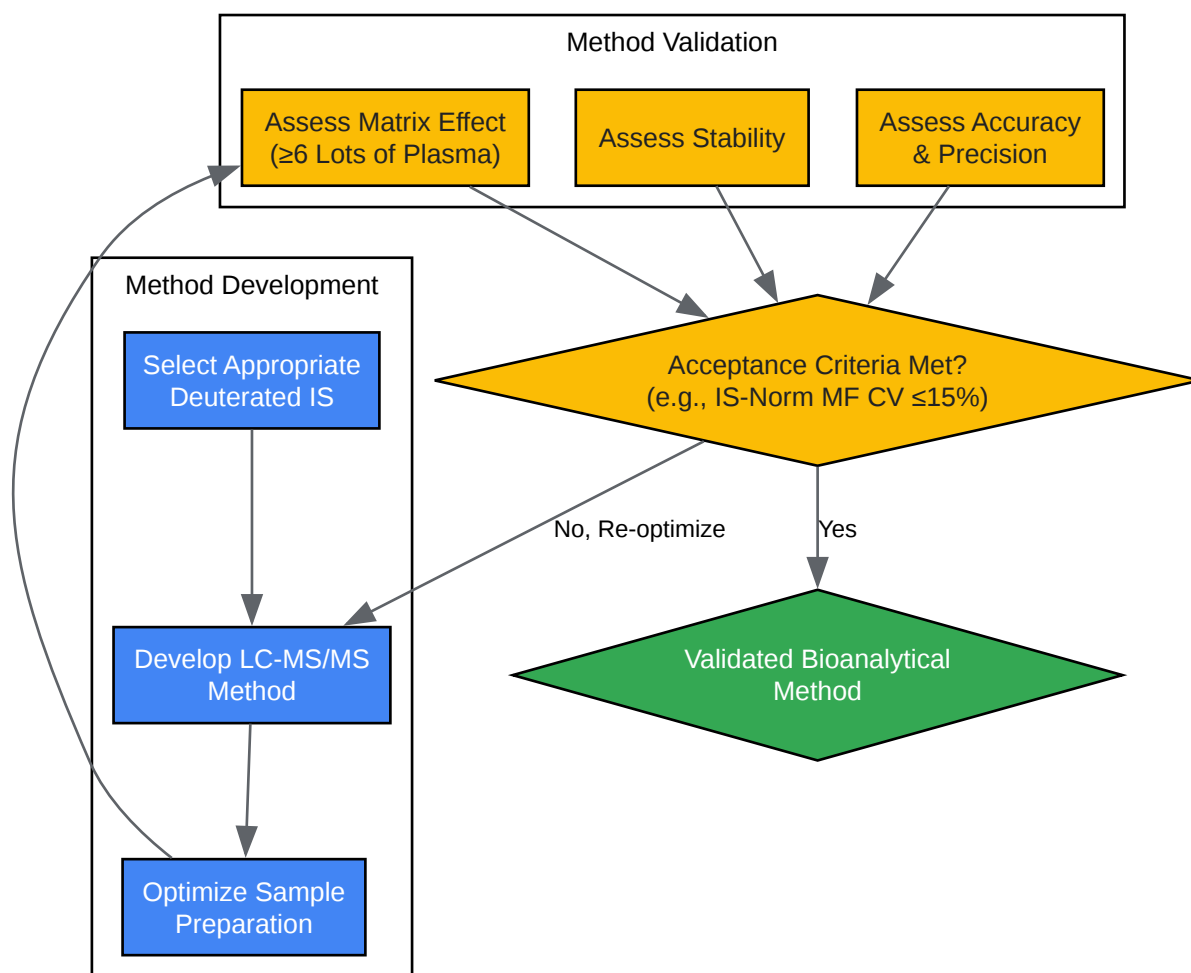 Method Validation
Assess Matrix Effect
(≥6 Lots of Plasma)
Assess Stability
Assess Accuracy
& Precision
Method Development
Select Appropriate
Deuterated IS
Acceptance Criteria Met?
(e.g., IS-Norm MF CV ≤15%)
No, Re-optimize
Yes
Develop LC-MS/MS
Method
Validated Bioanalytical
Method
Optimize Sample
Preparation